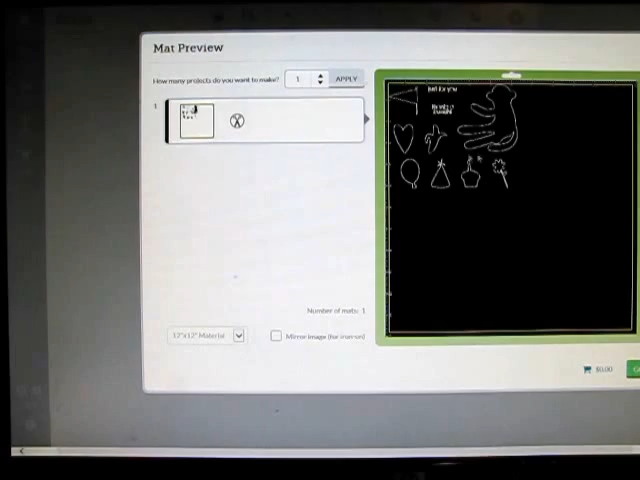 Mat Preview
How many projects do you want to make?
1
APPLY
1
Number of mats: 1
12"x12" Material
Mirror Image (for iron-on)
$0.00